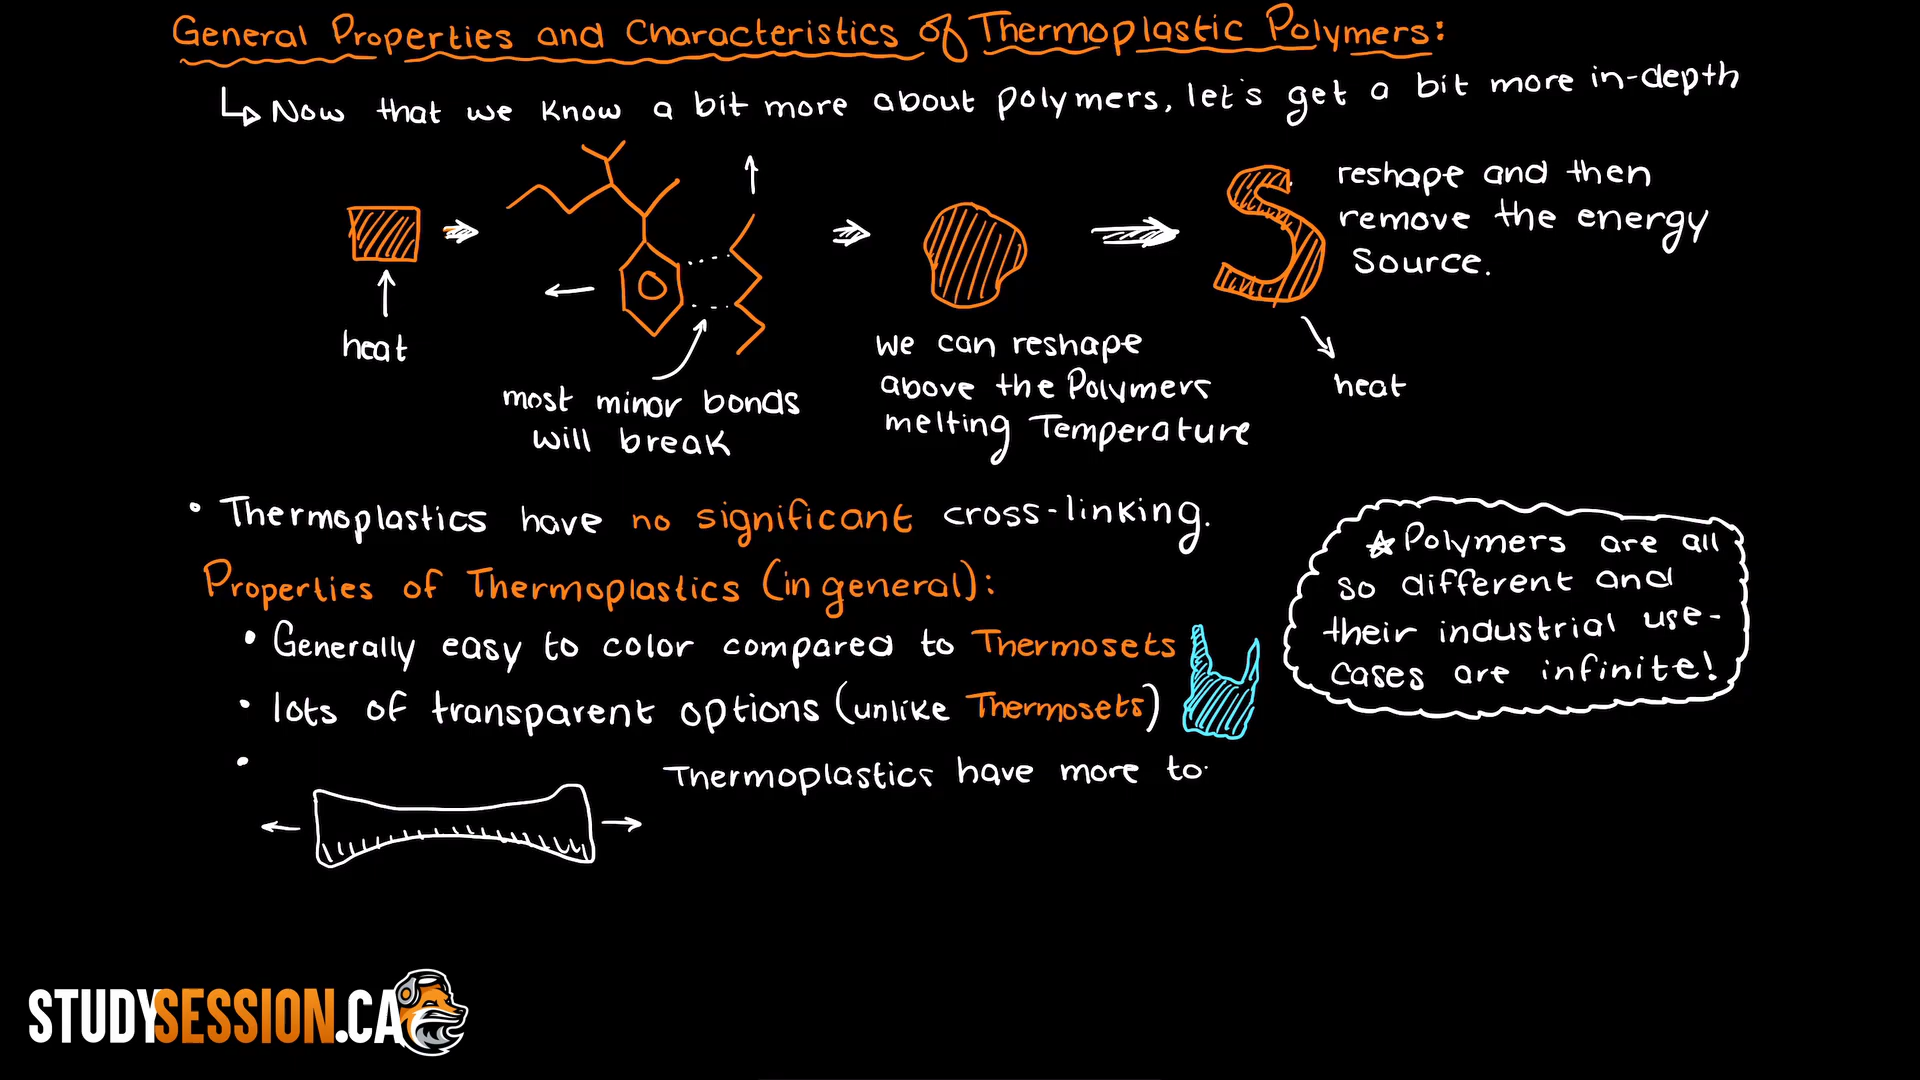 General Properties and Characteristics of Thermoplastic Polymers:
Now that we know a bit more about polymers, let's get a bit more in-depth
heat
most minor bonds
will break
we can reshape
above the Polymers
melting Temperature
reshape and then
remove the energy
source.
heat
• Thermoplastics have no significant cross-linking.
Properties of Thermoplastics (in general):
• Generally easy to color compared to Thermosets
• lots of transparent options (unlike Thermosets)
• Thermoplastics have more to
☆ Polymers are all
so different and
their industrial use-
cases are infinite!
STUDYSESSION.CA